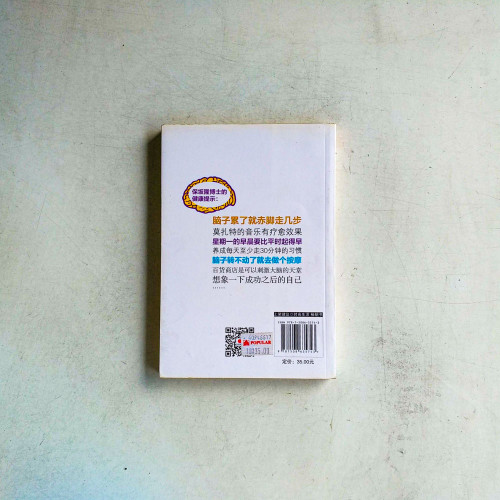 保坂隆博士的
健康提示：
脑子累了就赤脚走几步
莫扎特的音乐有疗愈效果
星期一的早晨要比平时起得早
养成每天至少走30分钟的习惯
脑子转不动了就去做个按摩
百货商店是可以刺激大脑的天堂
想象一下成功之后的自己
……
POPULAR
定价：35.00元